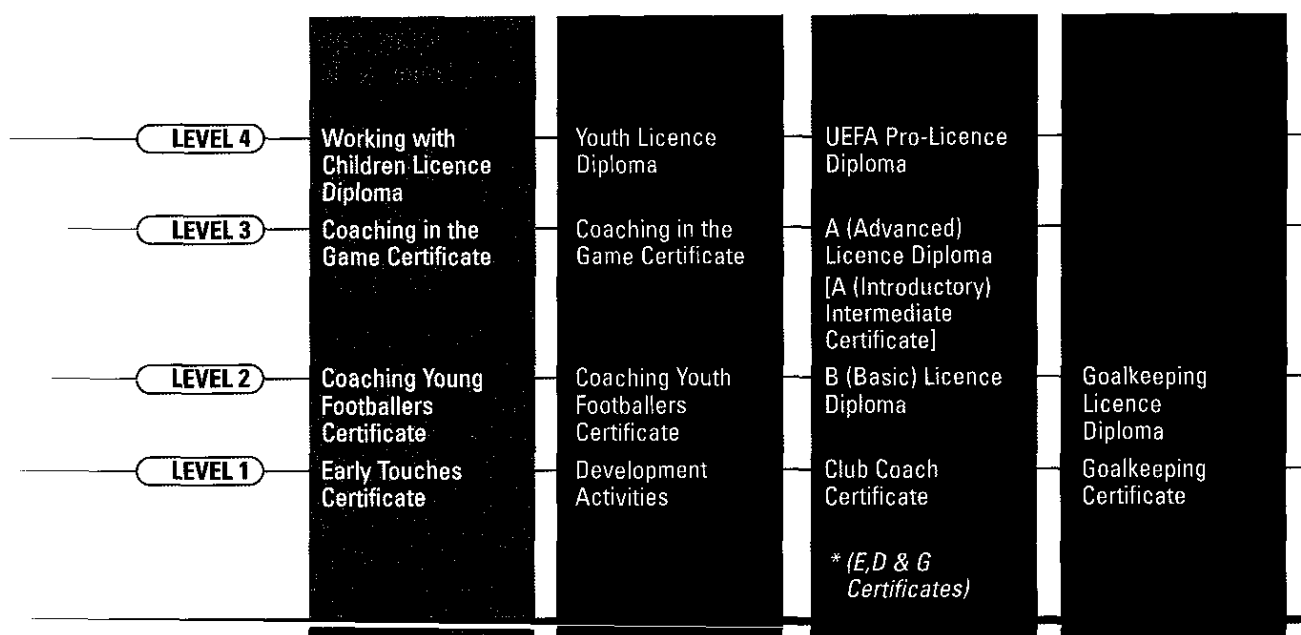 LEVEL 4
Working with
Children Licence
Diploma
Youth Licence
Diploma
UEFA Pro-Licence
Diploma
LEVEL 3
Coaching in the
Game Certificate
Coaching in the
Game Certificate
A (Advanced)
Licence Diploma
[A (Introductory)
Intermediate
Certificate]
LEVEL 2
Coaching Young
Footballers
Certificate
Coaching Youth
Footballers
Certificate
B (Basic) Licence
Diploma
Goalkeeping
Licence
Diploma
LEVEL 1
Early Touches
Certificate
Development
Activities
Club Coach
Certificate
Goalkeeping
Certificate
* (E,D & G
Certificates)